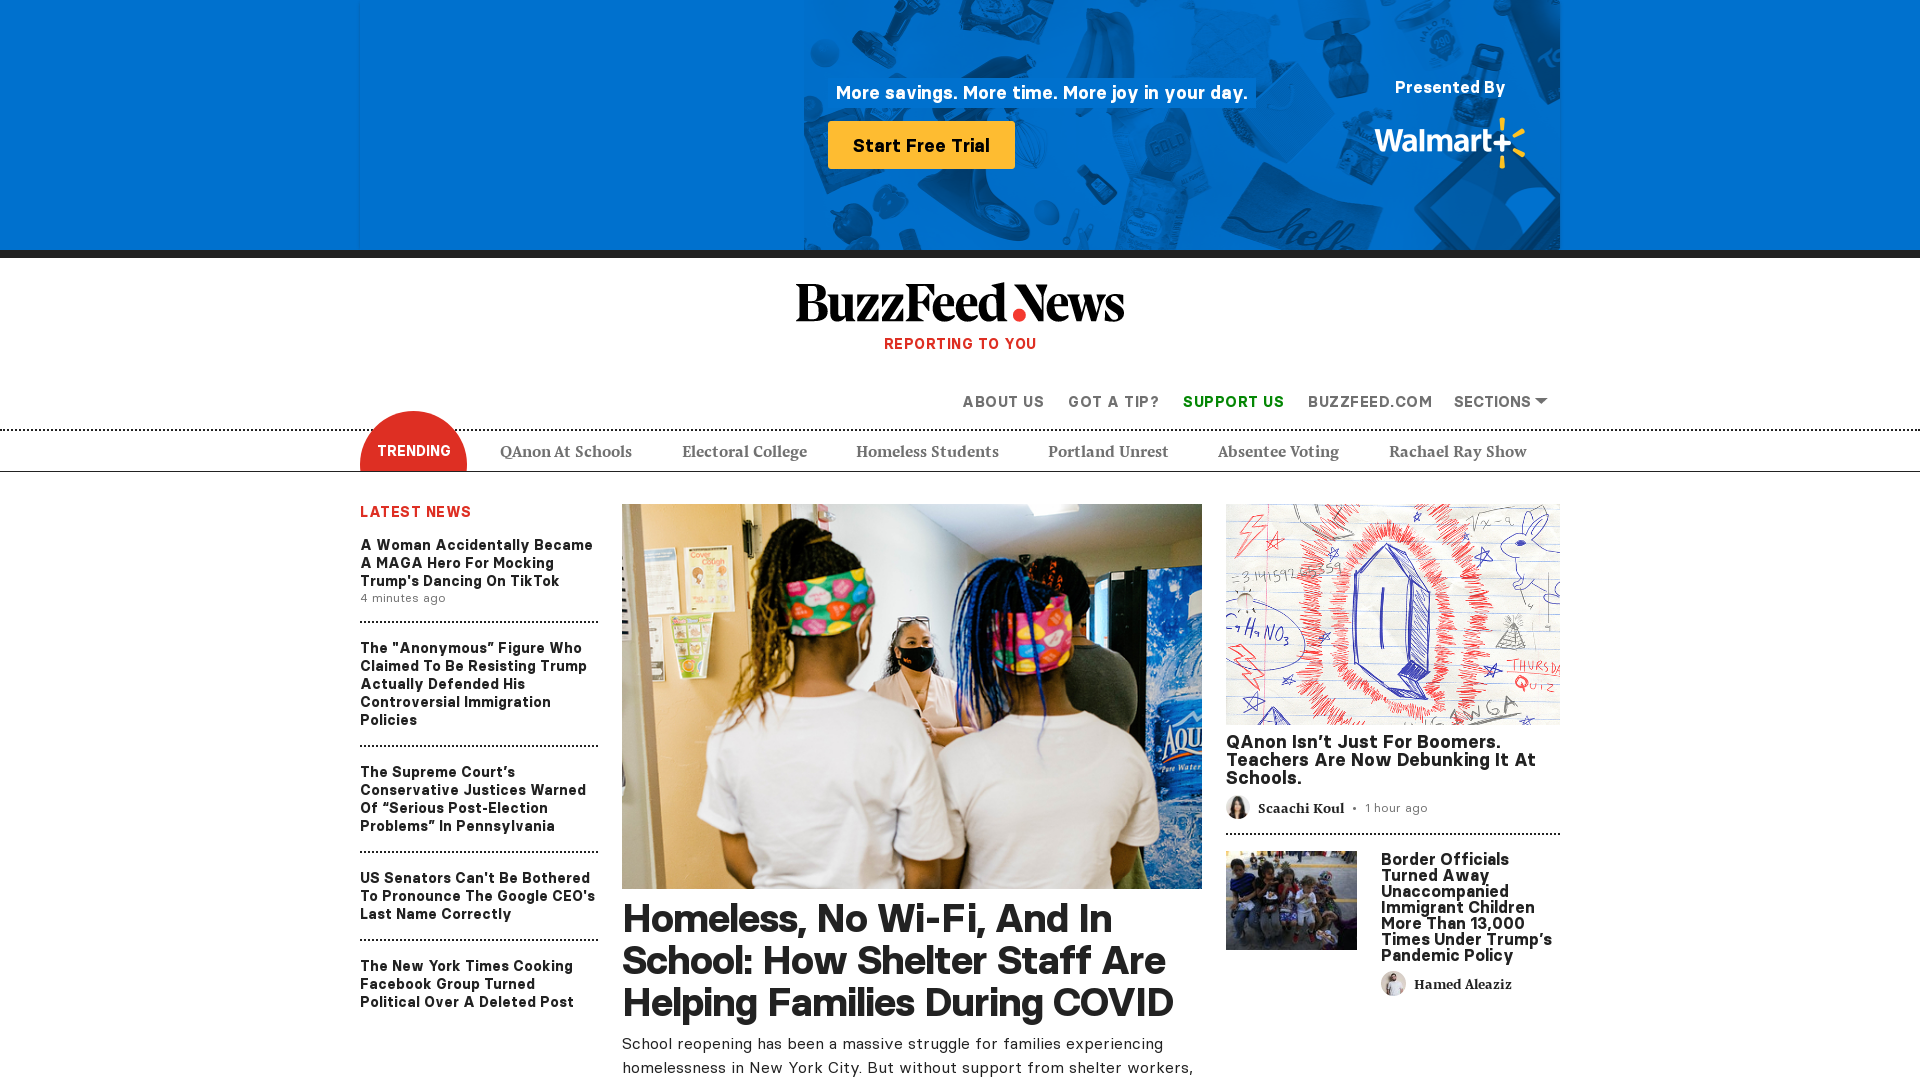 More savings. More time. More joy in your day.
Start Free Trial
Presented By
Walmart+
BuzzFeed News
REPORTING TO YOU
ABOUT US
GOT A TIP?
SUPPORT US
BUZZFEED.COM
SECTIONS
TRENDING
QAnon At Schools
Electoral College
Homeless Students
Portland Unrest
Absentee Voting
Rachael Ray Show
LATEST NEWS
A Woman Accidentally Became
A MAGA Hero For Mocking
Trump's Dancing On TikTok
4 minutes ago
The "Anonymous” Figure Who
Claimed To Be Resisting Trump
Actually Defended His
Controversial Immigration
Policies
The Supreme Court’s
Conservative Justices Warned
Of “Serious Post-Election
Problems” In Pennsylvania
US Senators Can't Be Bothered
To Pronounce The Google CEO's
Last Name Correctly
The New York Times Cooking
Facebook Group Turned
Political Over A Deleted Post
Homeless, No Wi-Fi, And In
School: How Shelter Staff Are
Helping Families During COVID
School reopening has been a massive struggle for families experiencing
homelessness in New York City. But without support from shelter workers,
THURSDA
QUIZ
QAnon Isn’t Just For Boomers.
Teachers Are Now Debunking It At
Schools.
Scaachi Koul • 1 hour ago
Border Officials
Turned Away
Unaccompanied
Immigrant Children
More Than 13,000
Times Under Trump’s
Pandemic Policy
Hamed Aleaziz